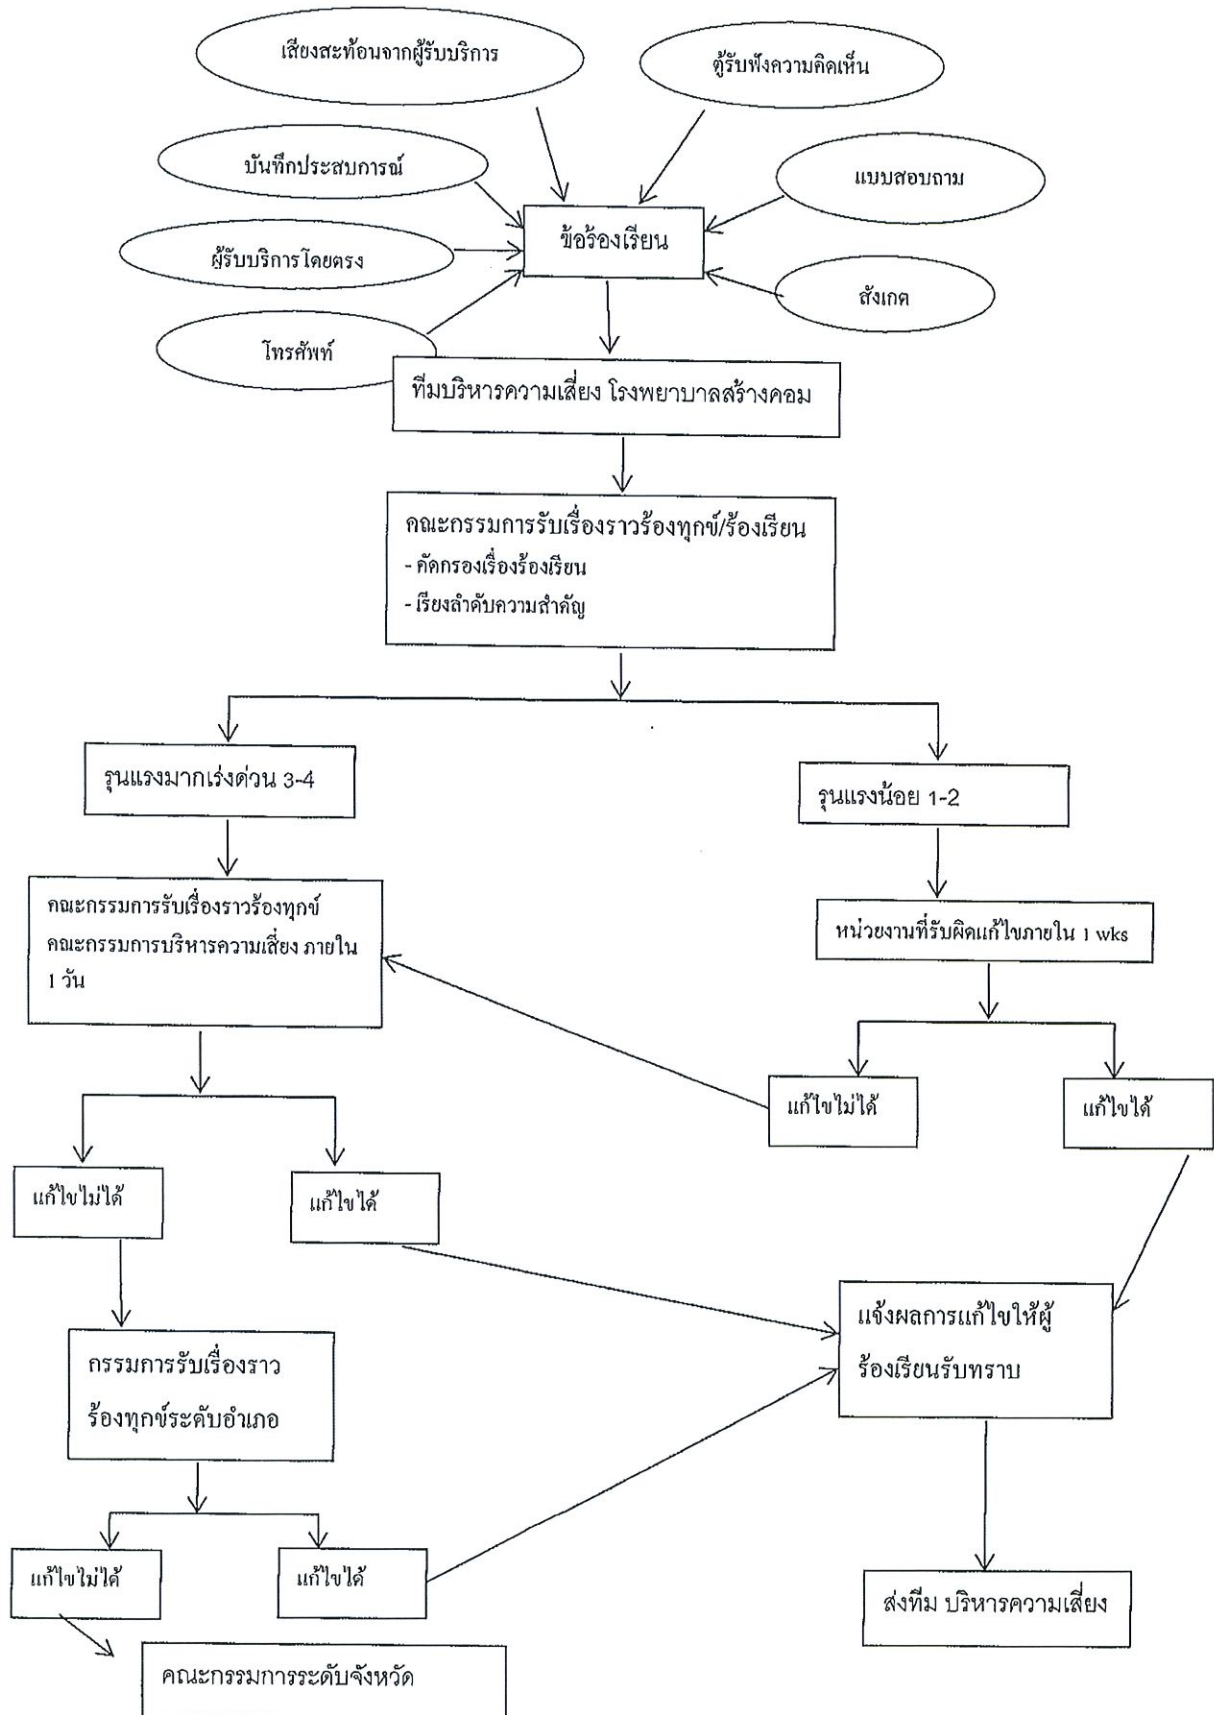 เสียงสะท้อนจากผู้รับบริการ
ตู้รับฟังความคิดเห็น
บันทึกประสบการณ์
แบบสอบถาม
ข้อร้องเรียน
ผู้รับบริการโดยตรง
สังเกต
โทรศัพท์
ทีมบริหารความเสี่ยง โรงพยาบาลสร้างคอม
คณะกรรมการรับเรื่องราวร้องทุกข์/ร้องเรียน
- คัดกรองเรื่องร้องเรียน
- เรียงลำดับความสำคัญ
รุนแรงมากเร่งด่วน 3-4
รุนแรงน้อย 1-2
คณะกรรมการรับเรื่องราวร้องทุกข์
คณะกรรมการบริหารความเสี่ยง ภายใน
1 วัน
หน่วยงานที่รับผิดแก้ไขภายใน 1 wks
แก้ไขไม่ได้
แก้ไขได้
แก้ไขไม่ได้
แก้ไขได้
แจ้งผลการแก้ไขให้ผู้
ร้องเรียนรับทราบ
กรรมการรับเรื่องราว
ร้องทุกข์ระดับอำเภอ
แก้ไขไม่ได้
แก้ไขได้
ส่งทีม บริหารความเสี่ยง
คณะกรรมการระดับจังหวัด